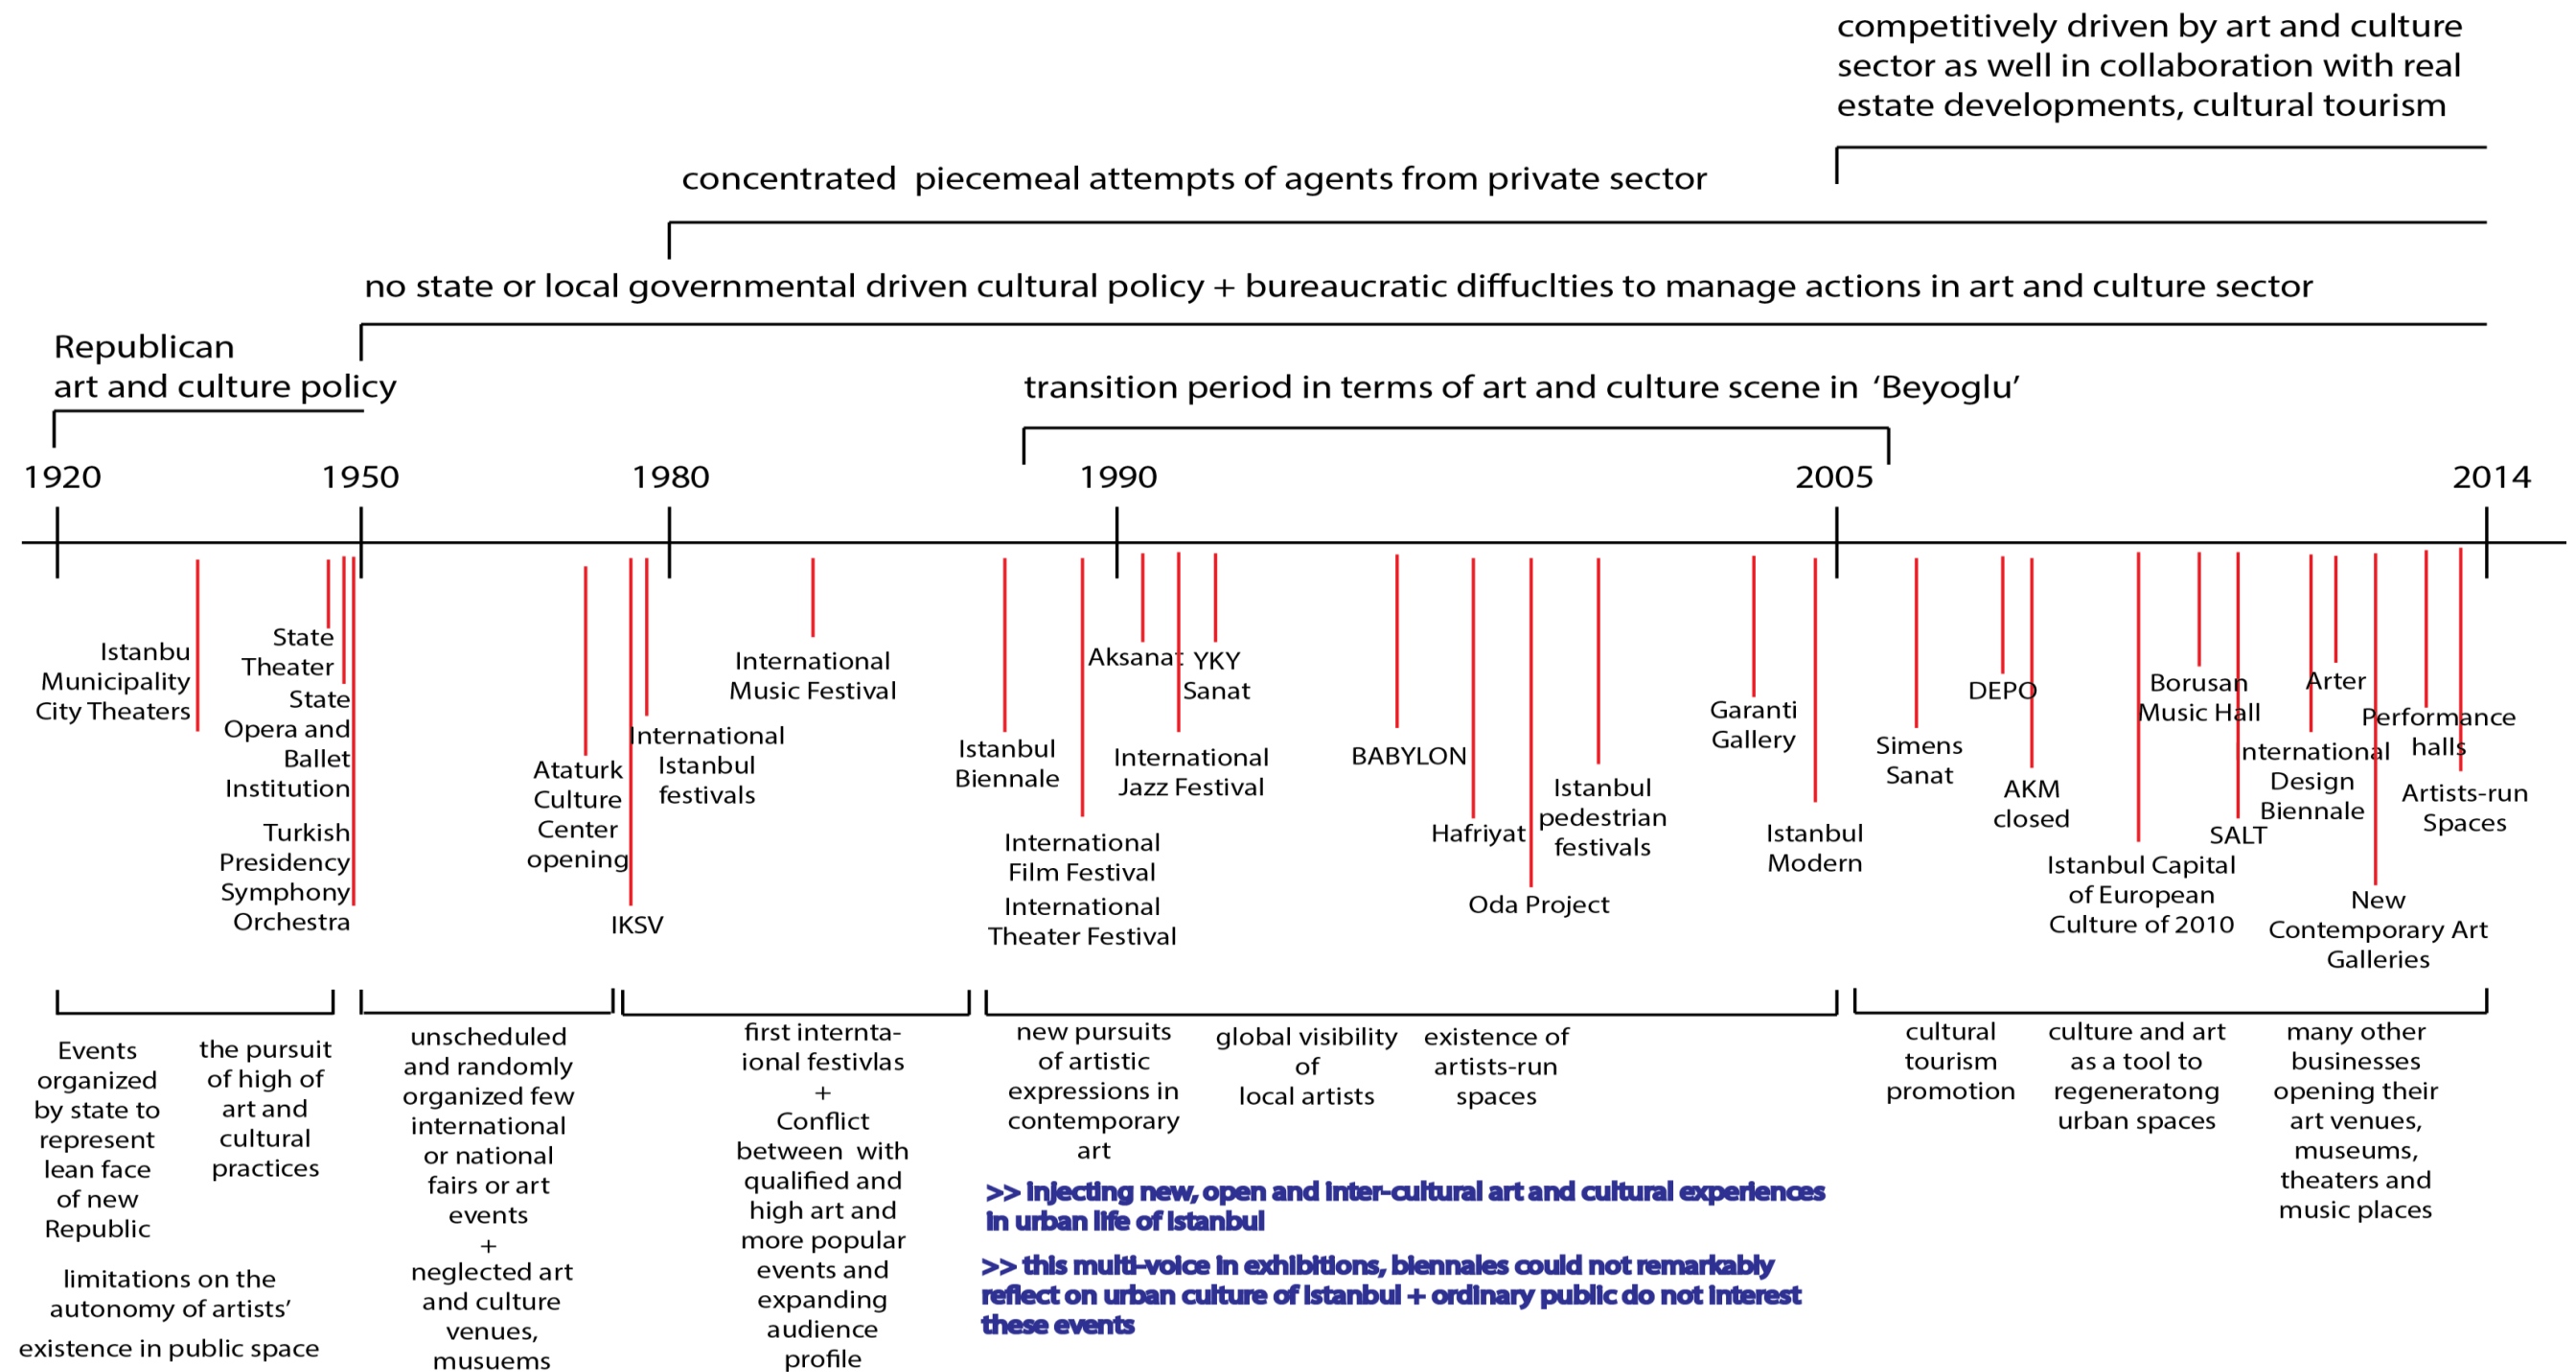 competitively driven by art and culture
sector as well in collaboration with real
estate developments, cultural tourism
concentrated piecemeal attempts of agents from private sector
no state or local governmental driven cultural policy + bureaucratic diffuclties to manage actions in art and culture sector
Republican
art and culture policy
transition period in terms of art and culture scene in ‘Beyoglu’
1920
1950
1980
1990
2005
2014
Istanbu
Municipality
City Theaters
State
Theater
State
Opera and
Ballet
Institution
Turkish
Presidency
Symphony
Orchestra
Ataturk
Culture
Center
opening
IKSV
International
Istanbul
festivals
International
Music Festival
Istanbul
Biennale
International
Film Festival
International
Theater Festival
Aksanat
International
Jazz Festival
YKY
Sanat
BABYLON
Hafriyat
Oda Project
Istanbul
pedestrian
festivals
Garanti
Gallery
Istanbul
Modern
Simens
Sanat
DEPO
AKM
closed
Istanbul Capital
of European
Culture of 2010
Borusan
Music Hall
SALT
nternational
Design
Biennale
Arter
New
Contemporary Art
Galleries
Performance
halls
Artists-run
Spaces
Events
organized
by state to
represent
lean face
of new
Republic
the pursuit
of high of
art and
cultural
practices
limitations on the
autonomy of artists’
existence in public space
unscheduled
and randomly
organized few
international
or national
fairs or art
events
+
neglected art
and culture
venues,
musuems
first internta-
ional festivlas
+
Conflict
between with
qualified and
high art and
more popular
events and
expanding
audience
profile
new pursuits
of artistic
expressions in
contemporary
art
global visibility
of
local artists
existence of
artists-run
spaces
>> injecting new, open and inter-cultural art and cultural experiences
in urban life of Istanbul
>> this multi-voice in exhibitions, biennales could not remarkably
reflect on urban culture of Istanbul + ordinary public do not interest
these events
cultural
tourism
promotion
culture and art
as a tool to
regeneratong
urban spaces
many other
businesses
opening their
art venues,
museums,
theaters and
music places